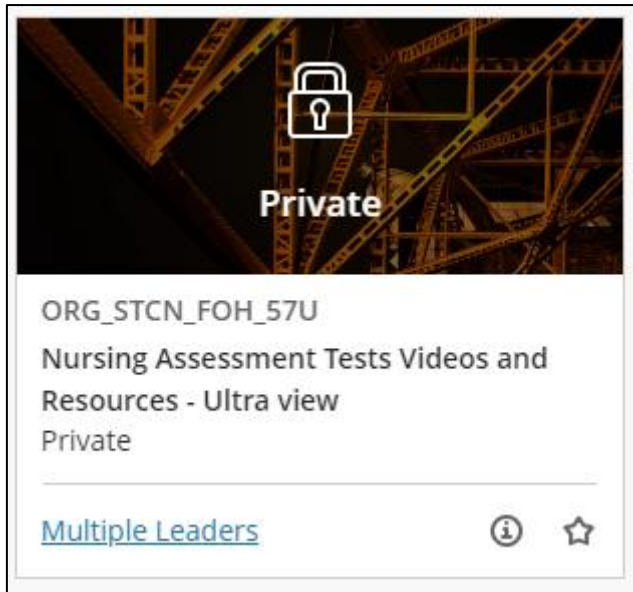 Private
ORG_STCN_FOH_57U
Nursing Assessment Tests Videos and
Resources - Ultra view
Private
Multiple Leaders